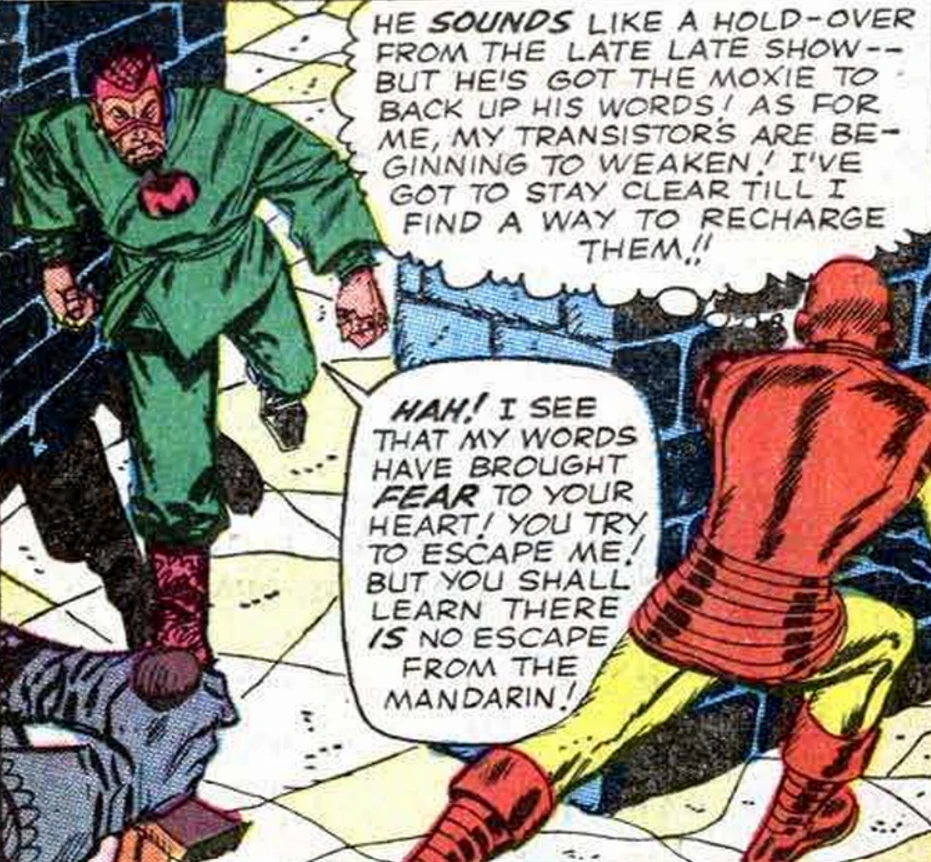 HE SOUNDS LIKE A HOLD-OVER
FROM THE LATE LATE SHOW--
BUT HE'S GOT THE MOXIE TO
BACK UP HIS WORDS! AS FOR
ME, MY TRANSISTORS ARE BE-
GINNING TO WEAKEN! I'VE
GOT TO STAY CLEAR TILL I
FIND A WAY TO RECHARGE
THEM!!
M
HAH! I SEE
THAT MY WORDS
HAVE BROUGHT
FEAR TO YOUR
HEART! YOU TRY
TO ESCAPE ME!
BUT YOU SHALL
LEARN THERE
IS NO ESCAPE
FROM THE
MANDARIN!